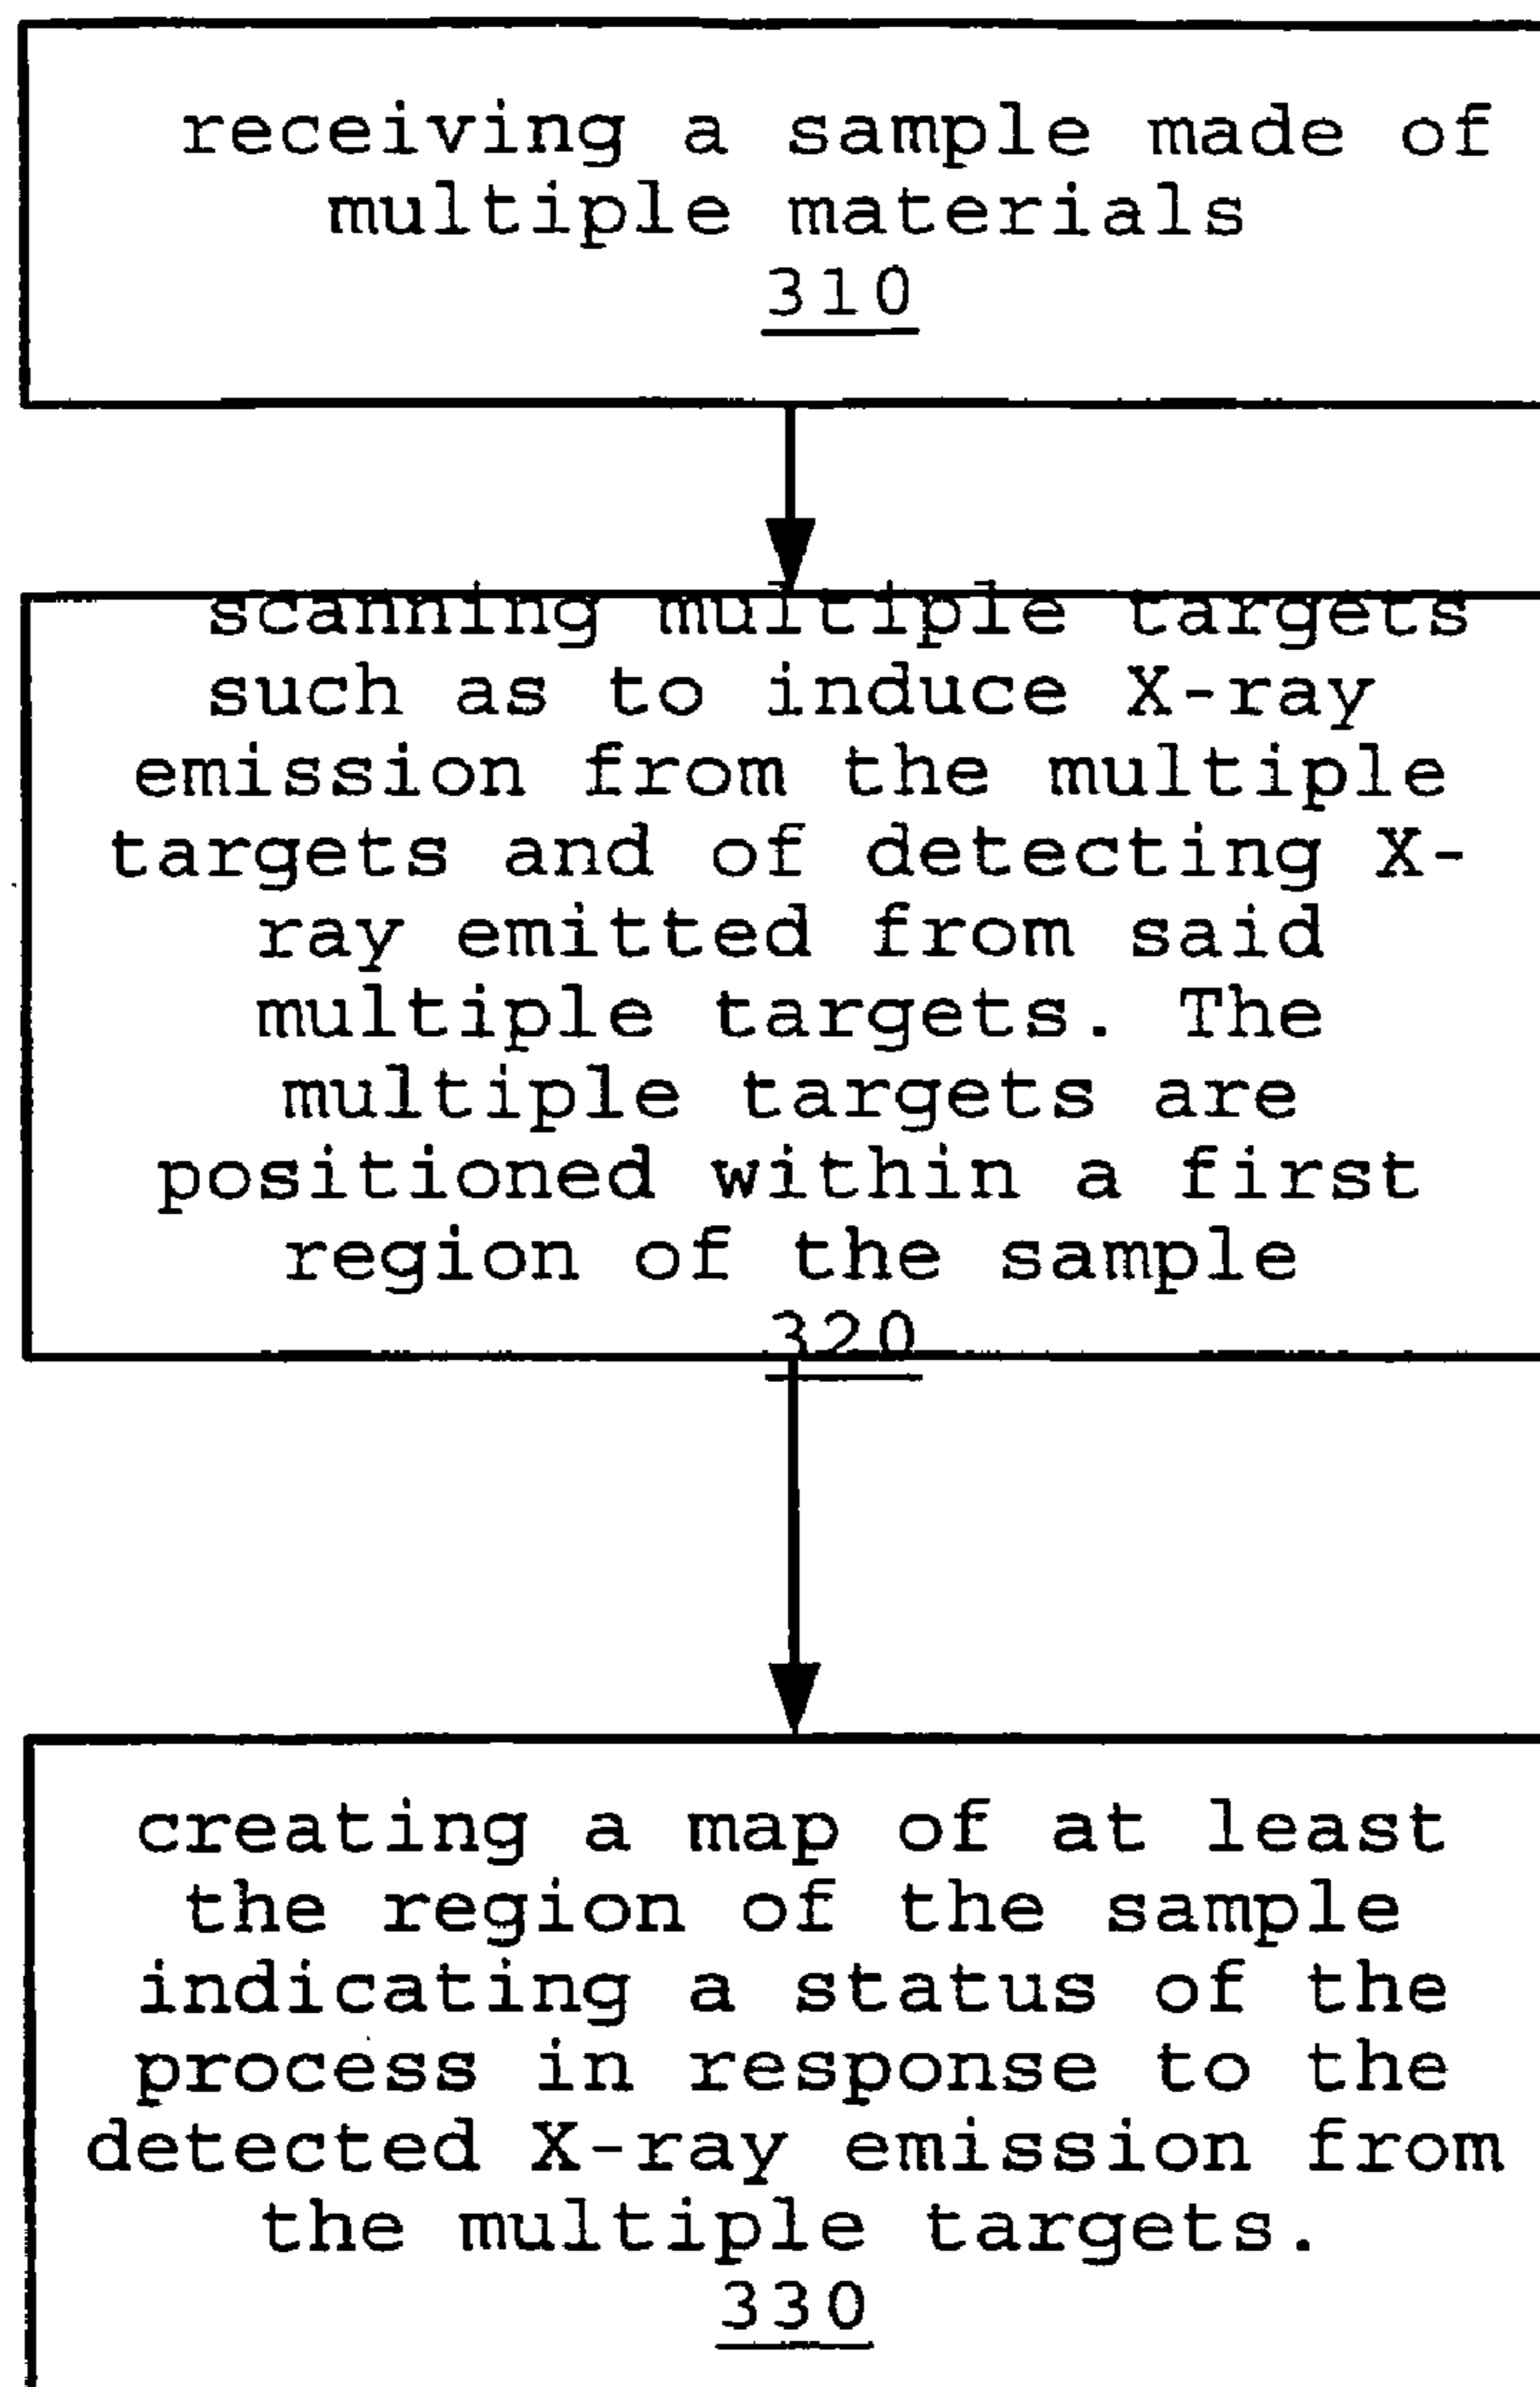 receiving a sample made of
multiple materials
310
scanning multiple targets
such as to induce X-ray
emission from the multiple
targets and of detecting X-
ray emitted from said
multiple targets. The
multiple targets are
positioned within a first
region of the sample
320
creating a map of at least
the region of the sample
indicating a status of the
process in response to the
detected X-ray emission from
the multiple targets.
330